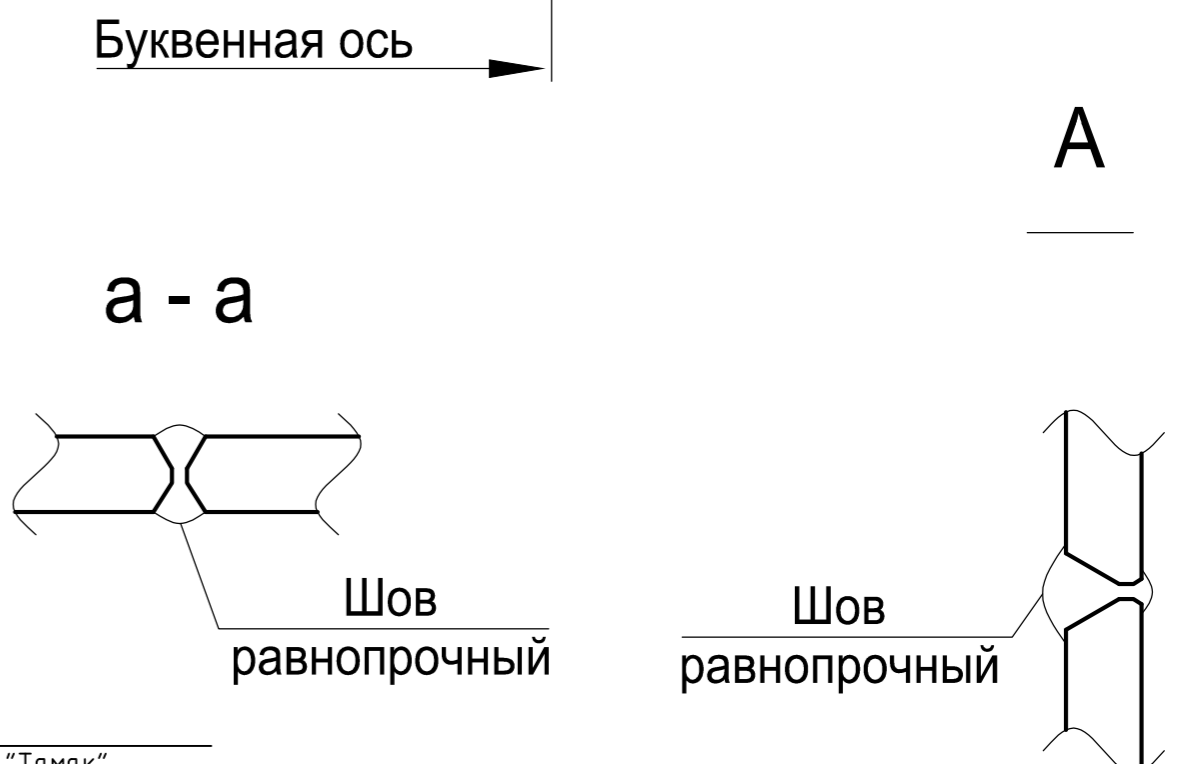 Буквенная ось
А
а - а
Шов
равнопрочный
Шов
равнопрочный
"Тямяк"